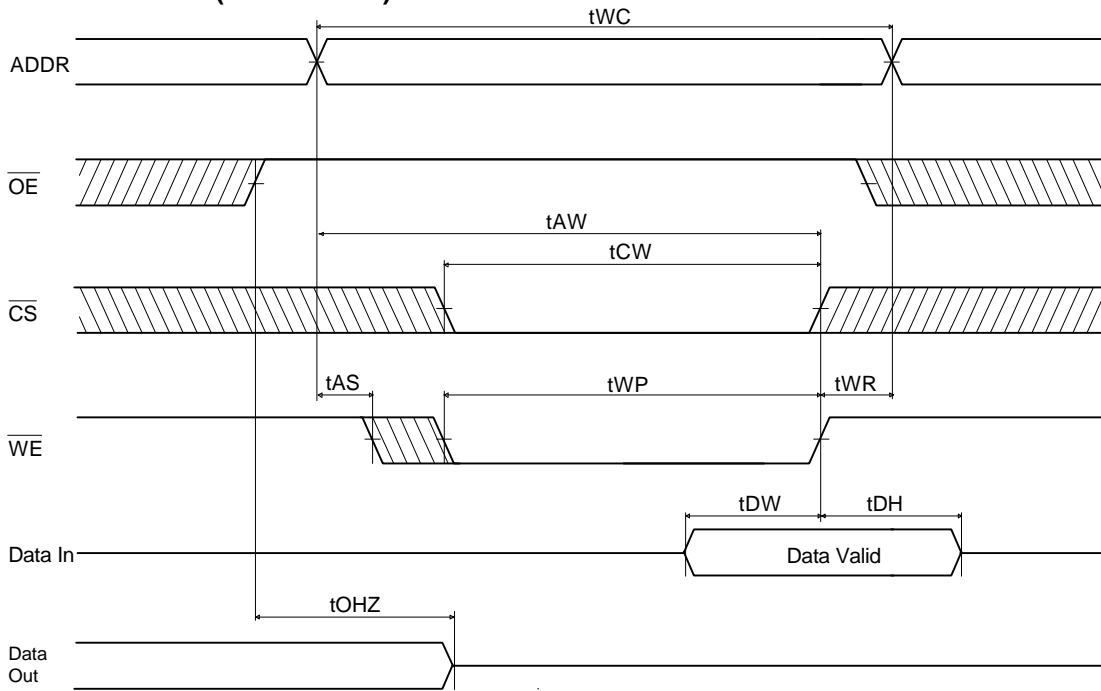 tWC
ADDR
OE
tAW
tCW
CS
tAS
tWP
tWR
WE
tDW
tDH
Data In
Data Valid
tOHZ
Data
Out